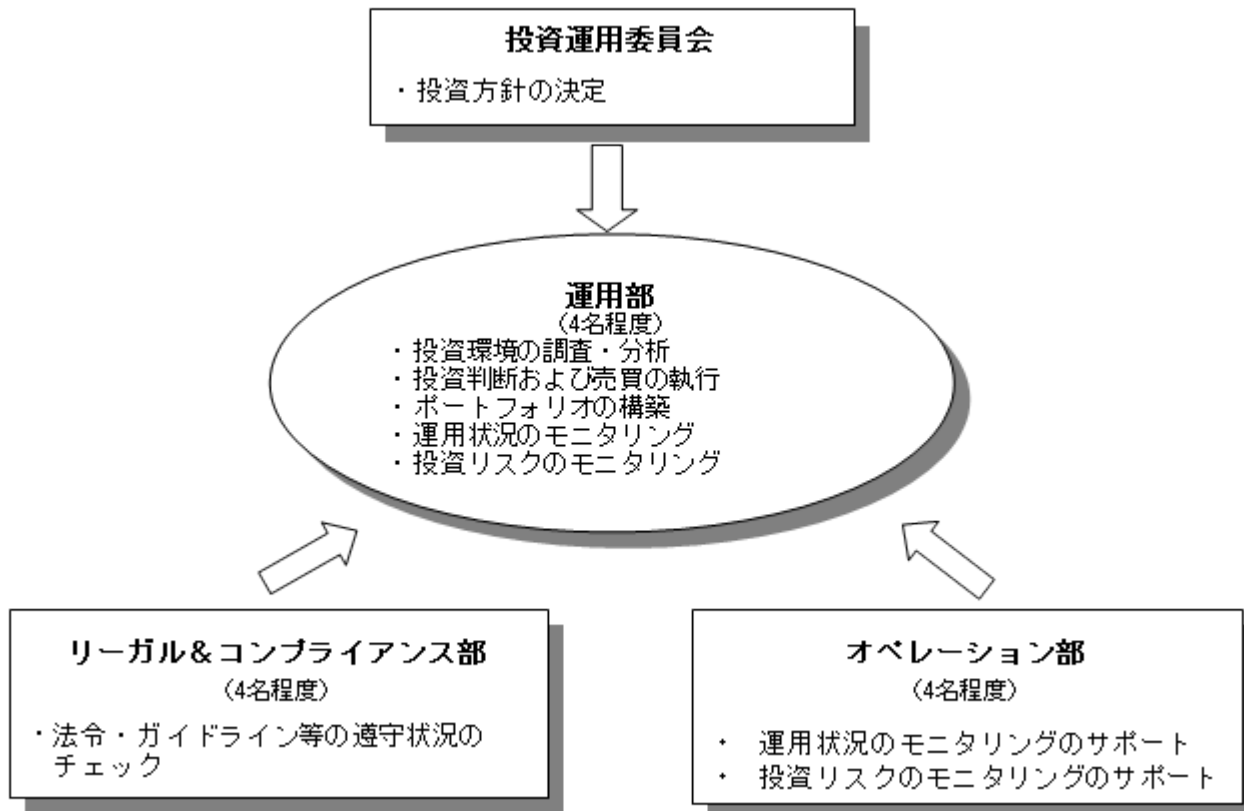 投資運用委員会
・投資方針の決定
運用部
(4名程度)
・投資環境の調査・分析
・投資判断および売買の執行
・ポートフォリオの構築
・運用状況のモニタリング
・投資リスクのモニタリング
リーガル＆コンプライアンス部
(4名程度)
・法令・ガイドライン等の遵守状況の
チェック
オペレーション部
(4名程度)
・ 運用状況のモニタリングのサポート
・ 投資リスクのモニタリングのサポート